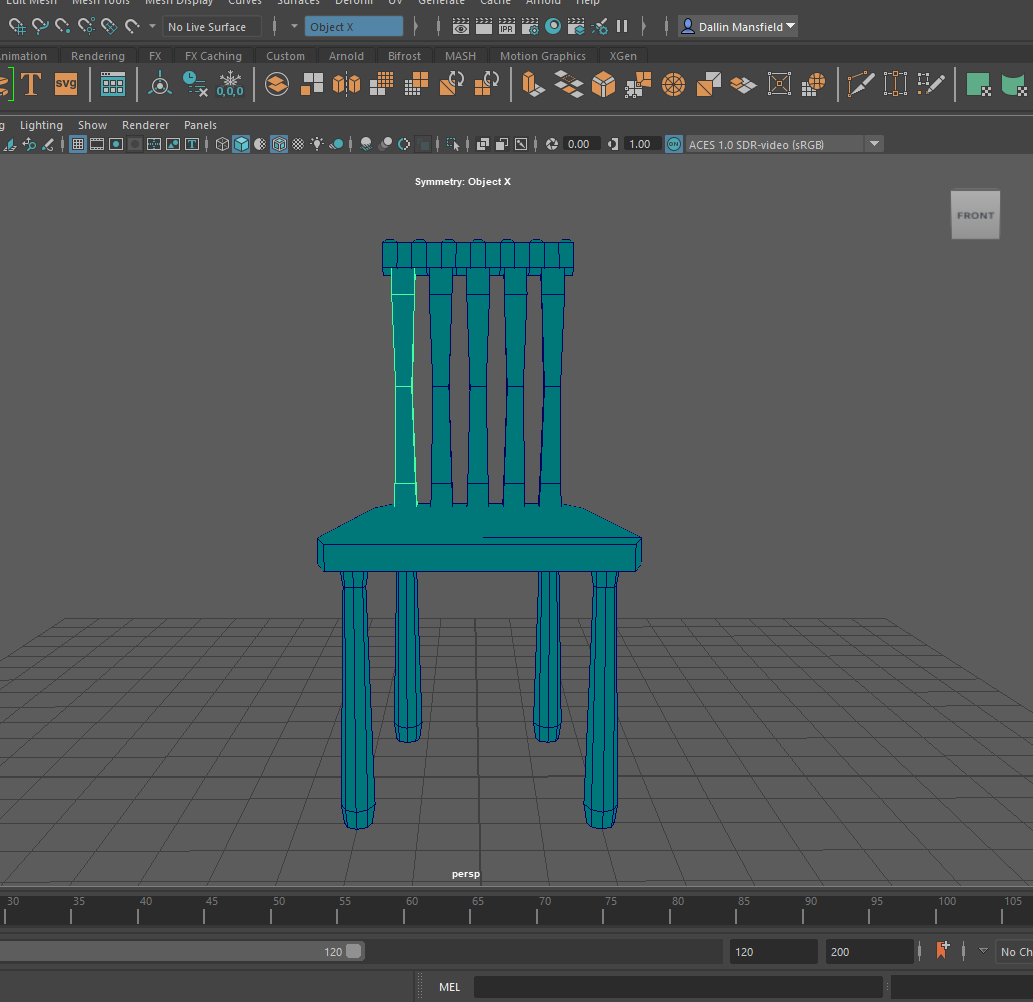 Edit Mesh Mesh Tools Mesh Display Curves Surfaces Deform UV Generate Cache Arnold Help
No Live Surface Object X Dallin Mansfield
Animation Rendering FX FX Caching Custom Arnold Bifrost MASH Motion Graphics XGen
T svg 0,0,0
g Lighting Show Renderer Panels
0.00 1.00 ON ACES 1.0 SDR-video (sRGB)
Symmetry: Object X
FRONT
persp
30 35 40 45 50 55 60 65 70 75 80 85 90 95 100 105
120 120 200 No Ch
MEL